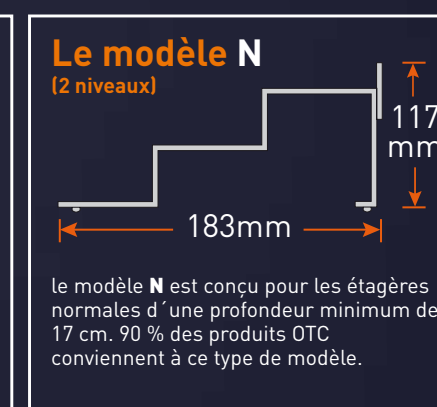 Le modèle N
(2 niveaux)
117
mm
183mm
le modèle N est conçu pour les étagères
normales d´une profondeur minimum de
17 cm. 90 % des produits OTC
conviennent à ce type de modèle.